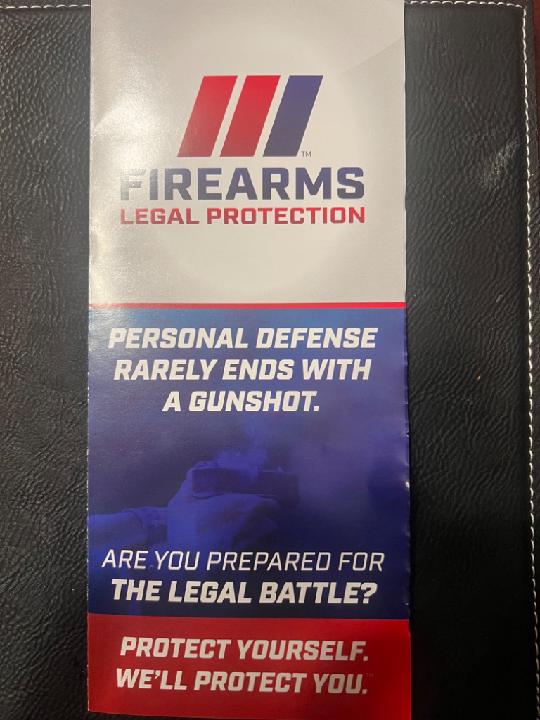 TM
FIREARMS
LEGAL PROTECTION
PERSONAL DEFENSE
RARELY ENDS WITH
A GUNSHOT.
ARE YOU PREPARED FOR
THE LEGAL BATTLE?
PROTECT YOURSELF.
WE'LL PROTECT YOU.